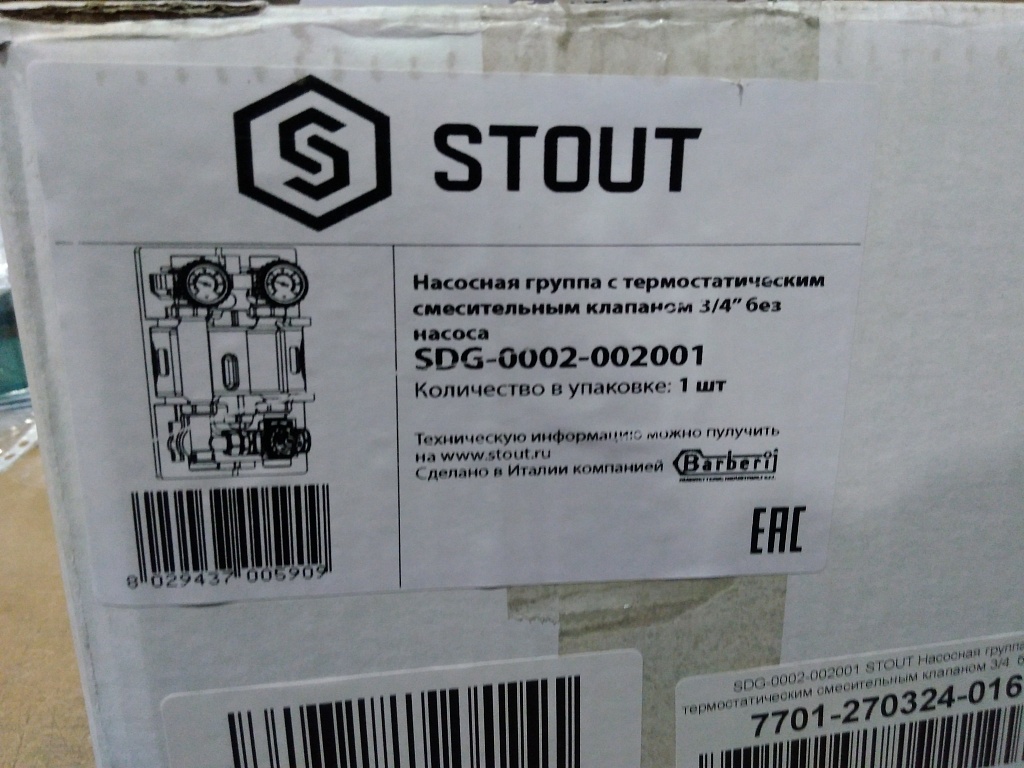 STOUT
Насосная группа с термостатическим
смесительным клапаном 3/4” без
насоса
SDG-0002-002001
Количество в упаковке: 1 шт
Техническую информацию можно пулучить
на www.stout.ru
Сделано в Италии компанией Barberi
EAC
8 029437 005909
SDG-0002-002001 STOUT Насосная группа
термостатическим смесительным клапаном 3/4
7701-270324-016